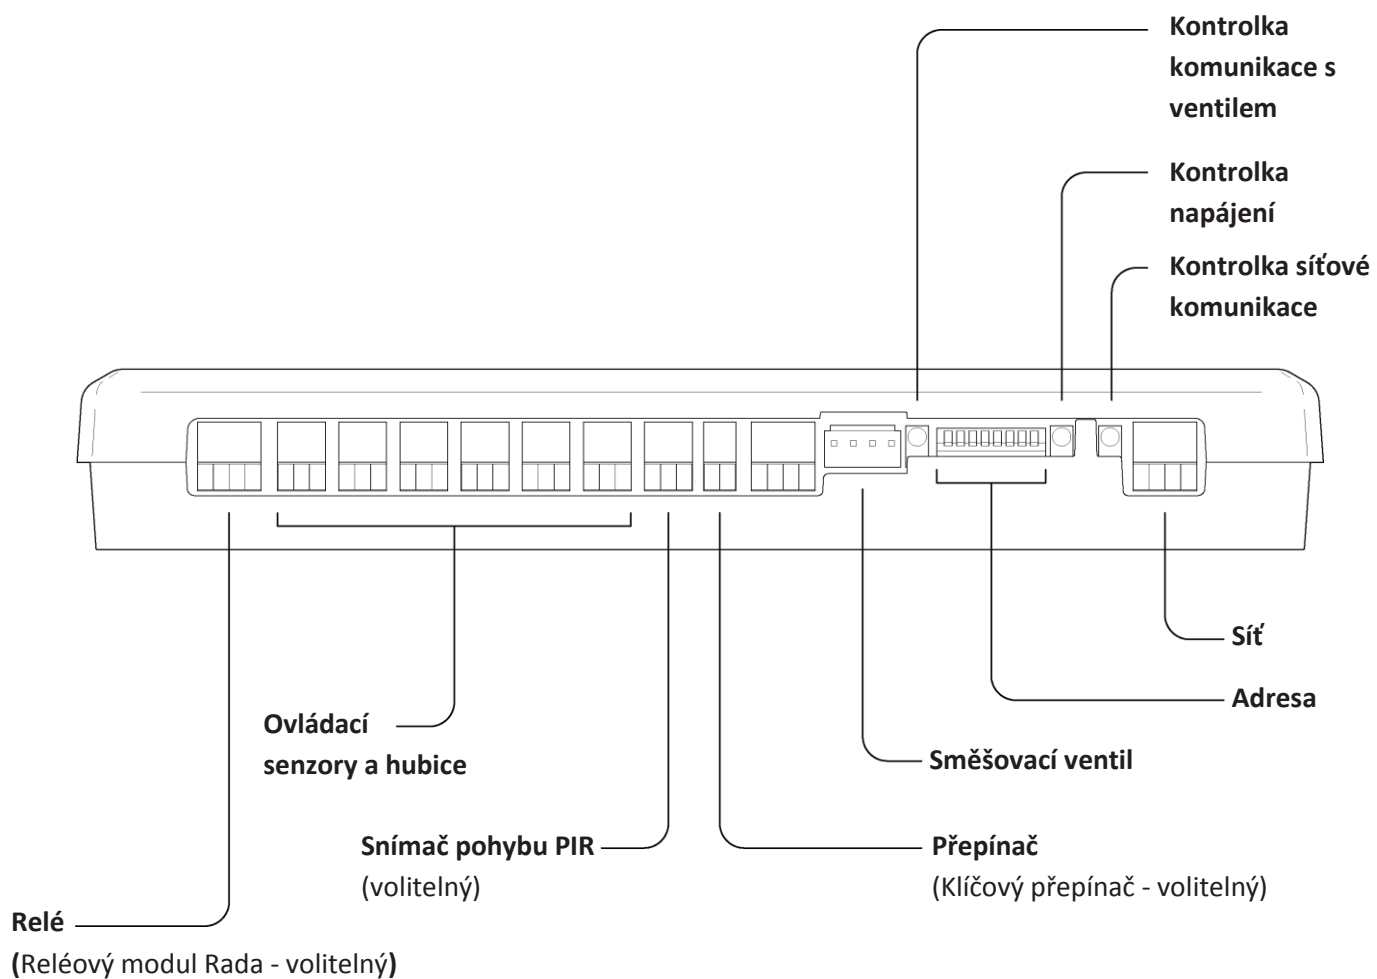 Kontrolka
komunikace s
ventilem
Kontrolka
napájení
Kontrolka síťové
komunikace
Síť
Adresa
Ovládací
senzory a hubice
Směšovací ventil
Snímač pohybu PIR
(volitelný)
Přepínač
(Klíčový přepínač - volitelný)
Relé
(Reléový modul Rada - volitelný)